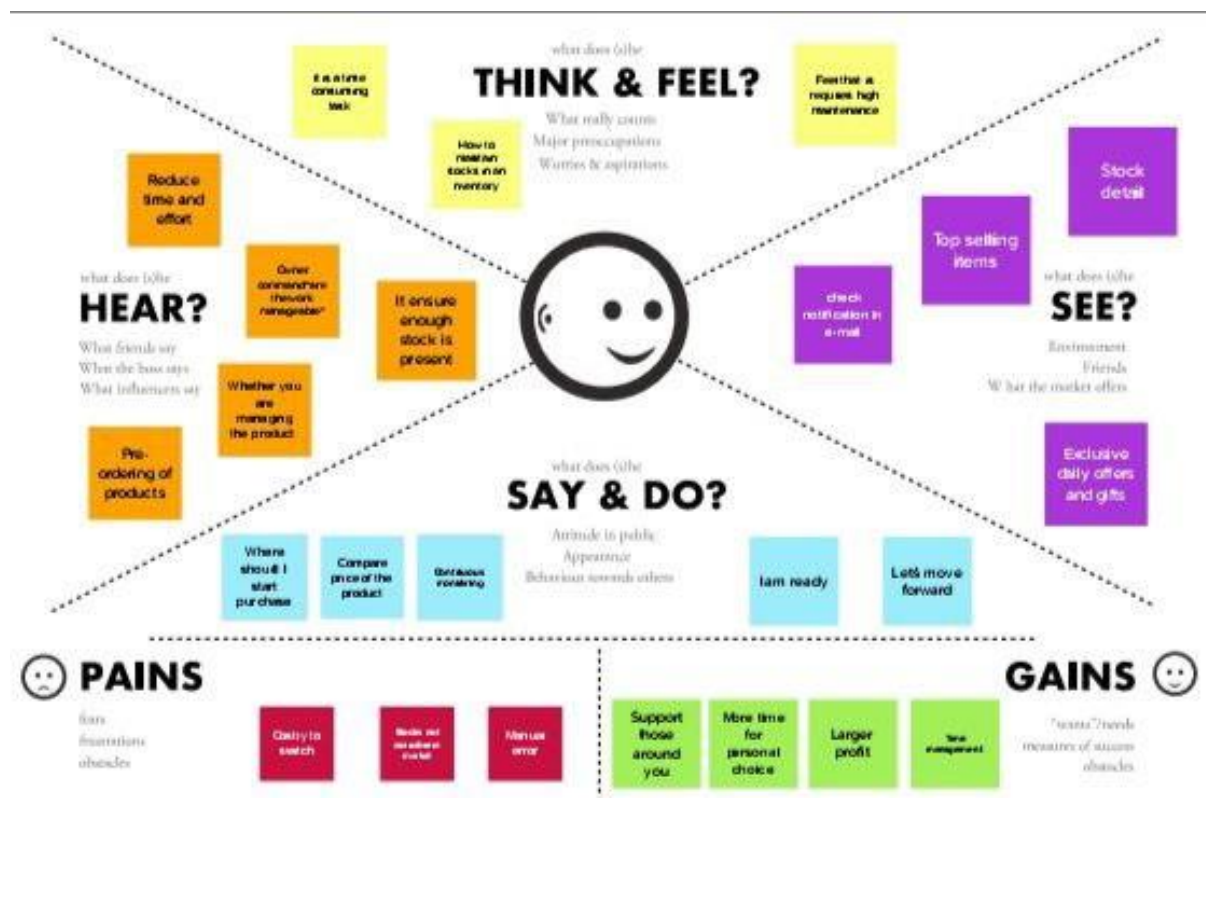 what does (s)he
THINK & FEEL?
What really counts
Major preoccupations
Worries & aspirations
It is a time
consuming
task
How to
maintain
stocks in an
inventory
Feel that it
requires high
maintenance
what does (s)he
HEAR?
What friends say
What the boss says
What influencers say
Reduce
time and
effort
Owner
the work
manageable"
It ensure
enough
stock is
present
Whether you
are
managing
the product
Pre-
ordering of
products
what does (s)he
SEE?
Environment
Friends
What the market offers
Stock
detail
Top selling
items
check
notification in
e-mail
Exclusive
daily offers
and gifts
what does (s)he
SAY & DO?
Attitude in public
Appearance
Behaviour towards others
Where
should I
start
purchase
Compare
price of the
product
Continuous
monitoring
Iam ready
Let's move
forward
PAINS
fears
frustrations
obstacles
Costly to
switch
market
Manual
error
GAINS
"wants"/needs
measures of success
obstacles
Support
those
around
you
More time
for
personal
choice
Larger
profit
Time
management